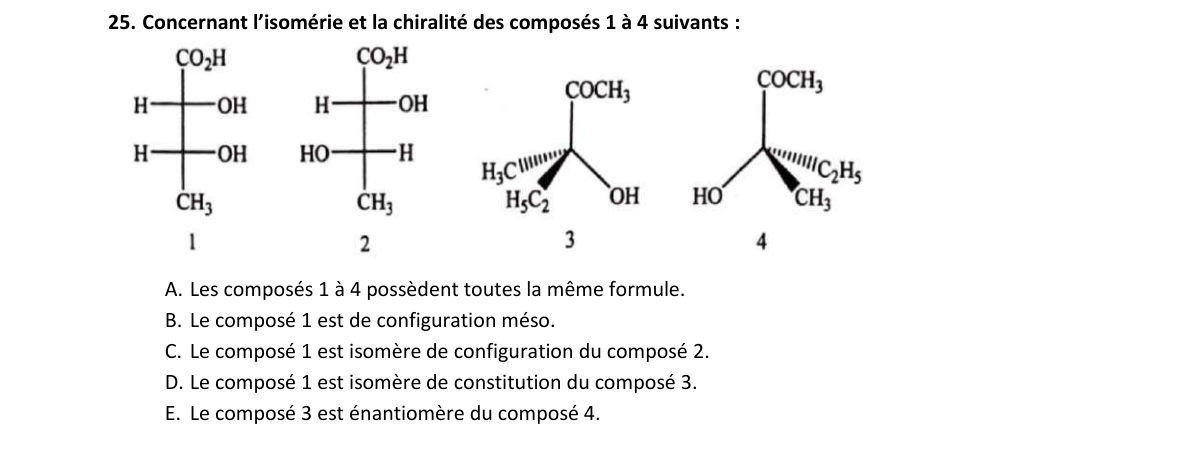 25. Concernant l’isomérie et la chiralité des composés 1 à 4 suivants :
CO₂H CO₂H COCH₃ COCH₃
H OH H OH
H OH HO H H₃C C₂H₅
CH₃ CH₃ H₅C₂ OH HO CH₃
1 2 3 4
A. Les composés 1 à 4 possèdent toutes la même formule.
B. Le composé 1 est de configuration méso.
C. Le composé 1 est isomère de configuration du composé 2.
D. Le composé 1 est isomère de constitution du composé 3.
E. Le composé 3 est énantiomère du composé 4.